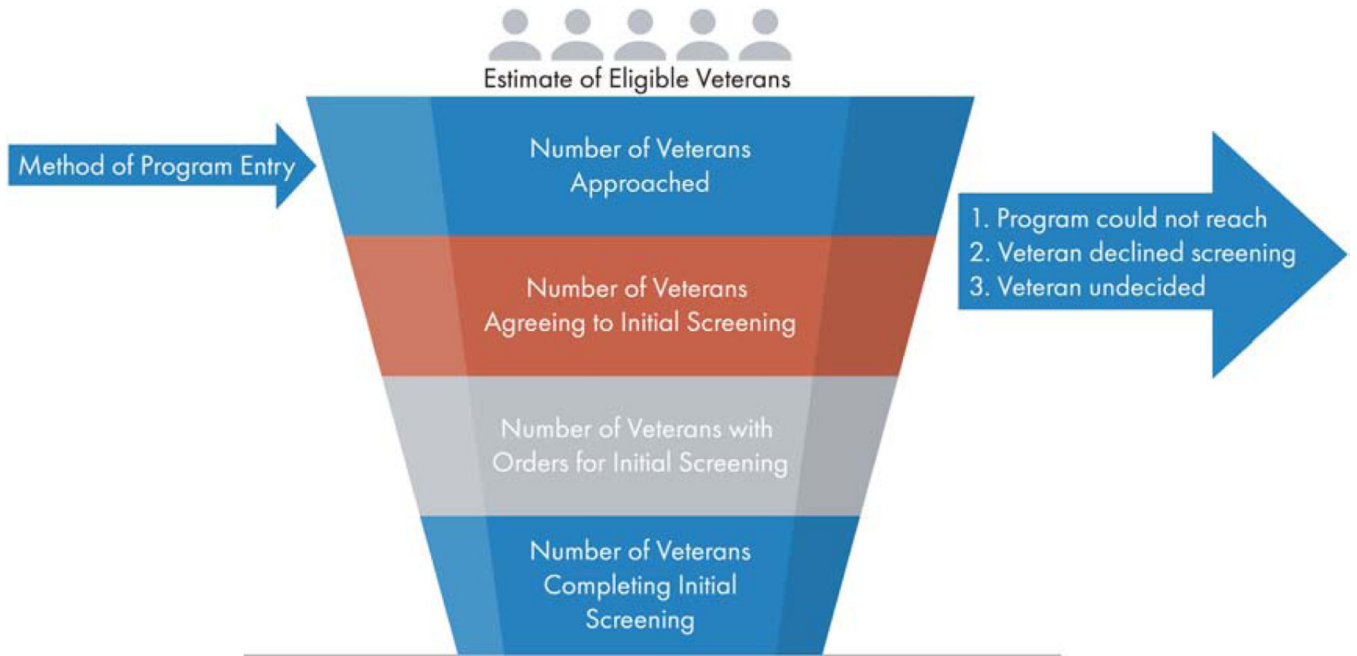 Estimate of Eligible Veterans
Method of Program Entry
Number of Veterans
Approached
1. Program could not reach
2. Veteran declined screening
3. Veteran undecided
Number of Veterans
Agreeing to Initial Screening
Number of Veterans with
Orders for Initial Screening
Number of Veterans
Completing Initial
Screening